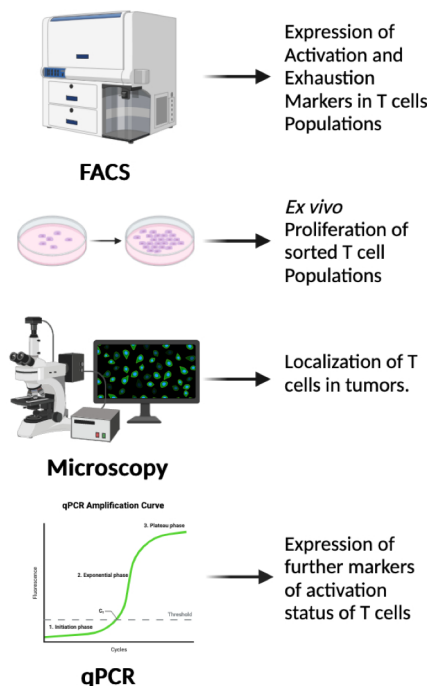 Expression of
Activation and
Exhaustion
Markers in T cells
Populations
FACS
Ex vivo
Proliferation of
sorted T cell
Populations
Localization of T
cells in tumors.
Microscopy
qPCR Amplification Curve
3. Plateau phase
2. Exponential phase
Fluorescence
Ct
Threshold
1. Initiation phase
Cycles
Expression of
further markers
of activation
status of T cells
qPCR